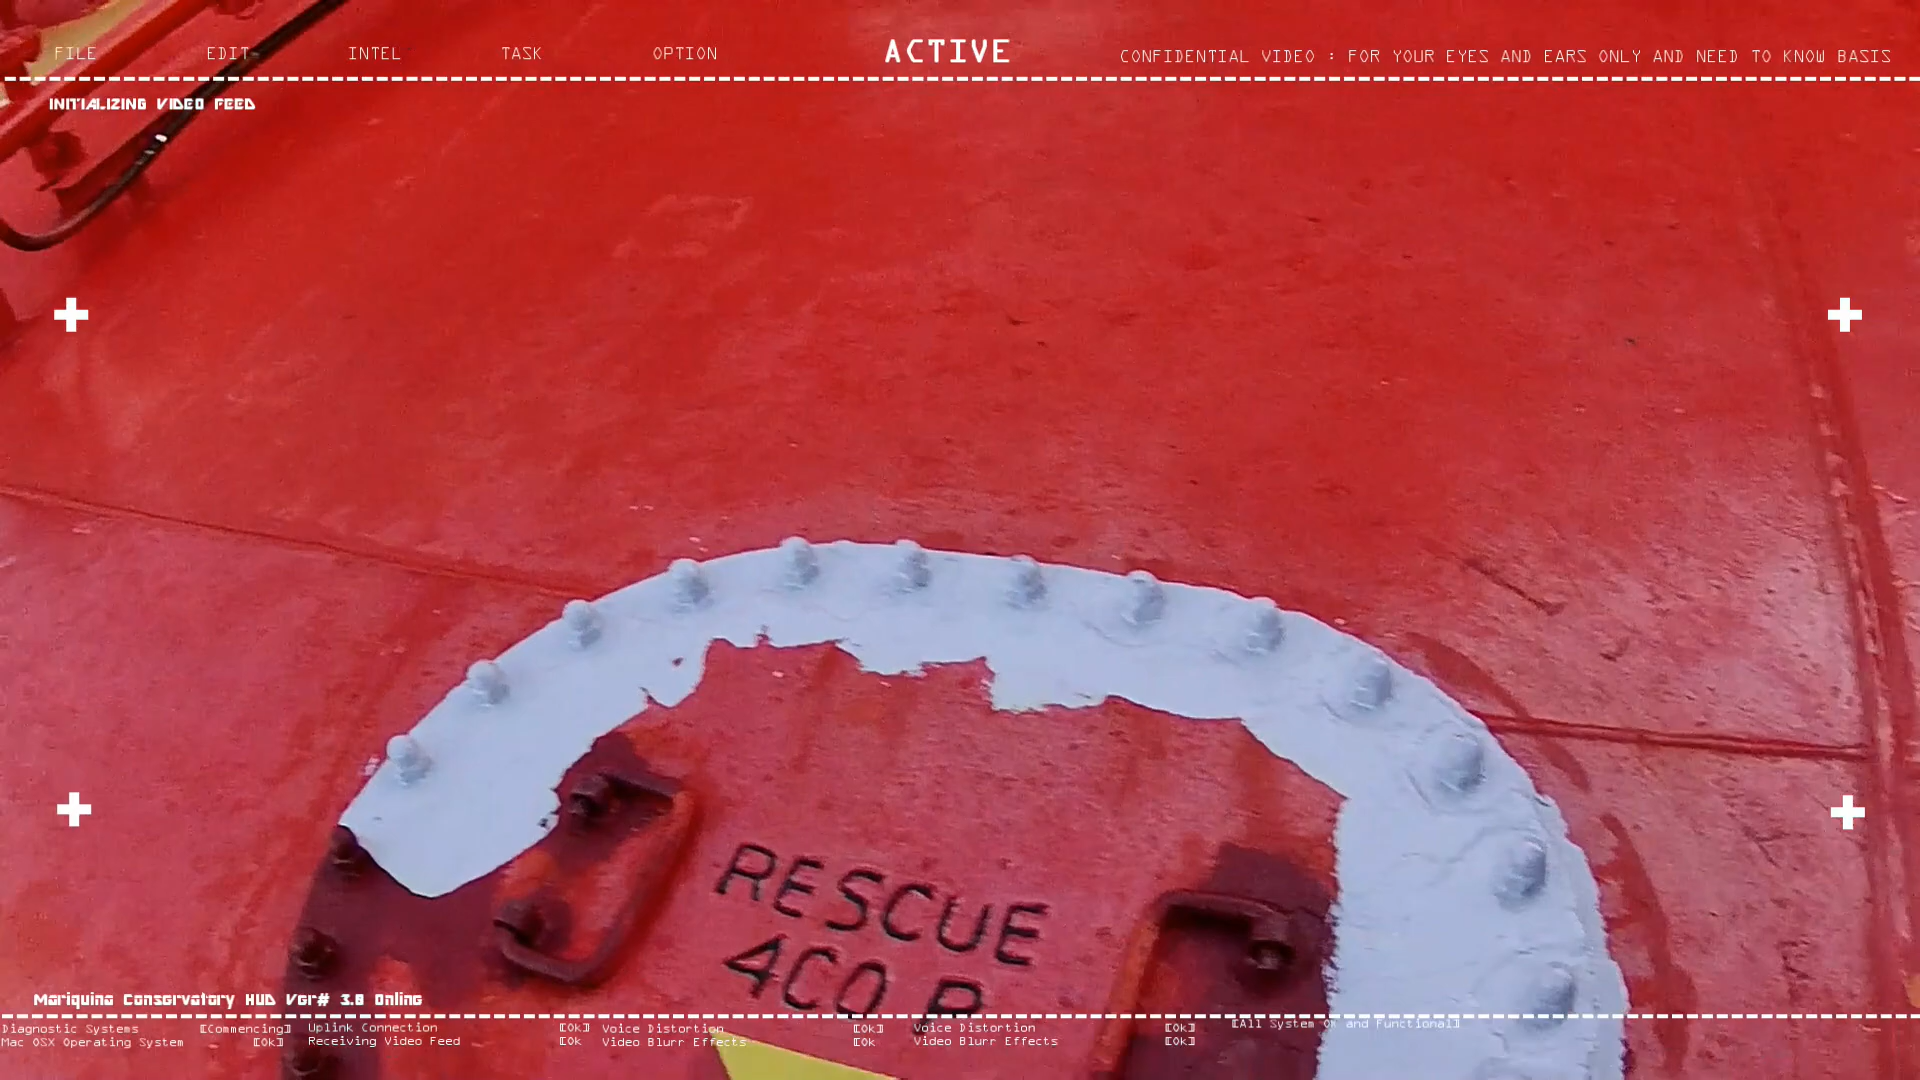 FILE EDIT INTEL TASK OPTION ACTIVE CONFIDENTIAL VIDEO : FOR YOUR EYES AND EARS ONLY AND NEED TO KNOW BASIS
INITIALIZING VIDEO FEED
RESCUE
4C0 P
Mariquina Conservatory HUD Ver# 3.0 Online
Diagnostic Systems [Commencing] Uplink Connection [Ok] Voice Distortion [Ok] Voice Distortion [Ok] [All System OK and Functional]
Mac OSX Operating System [Ok] Receiving Video Feed [Ok Video Blurr Effects [Ok Video Blurr Effects [Ok]